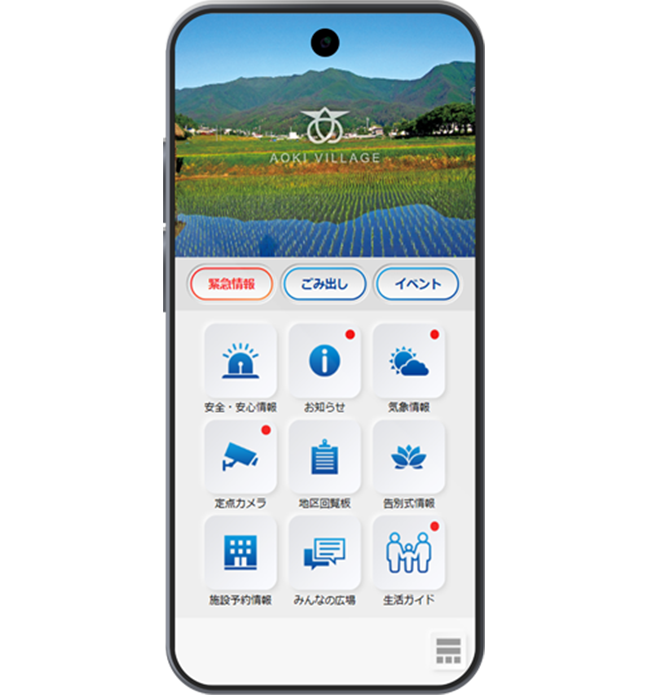 AOKI VILLAGE
緊急情報
ごみ出し
イベント
安全・安心情報
お知らせ
気象情報
定点カメラ
地区回覧板
告別式情報
施設予約情報
みんなの広場
生活ガイド